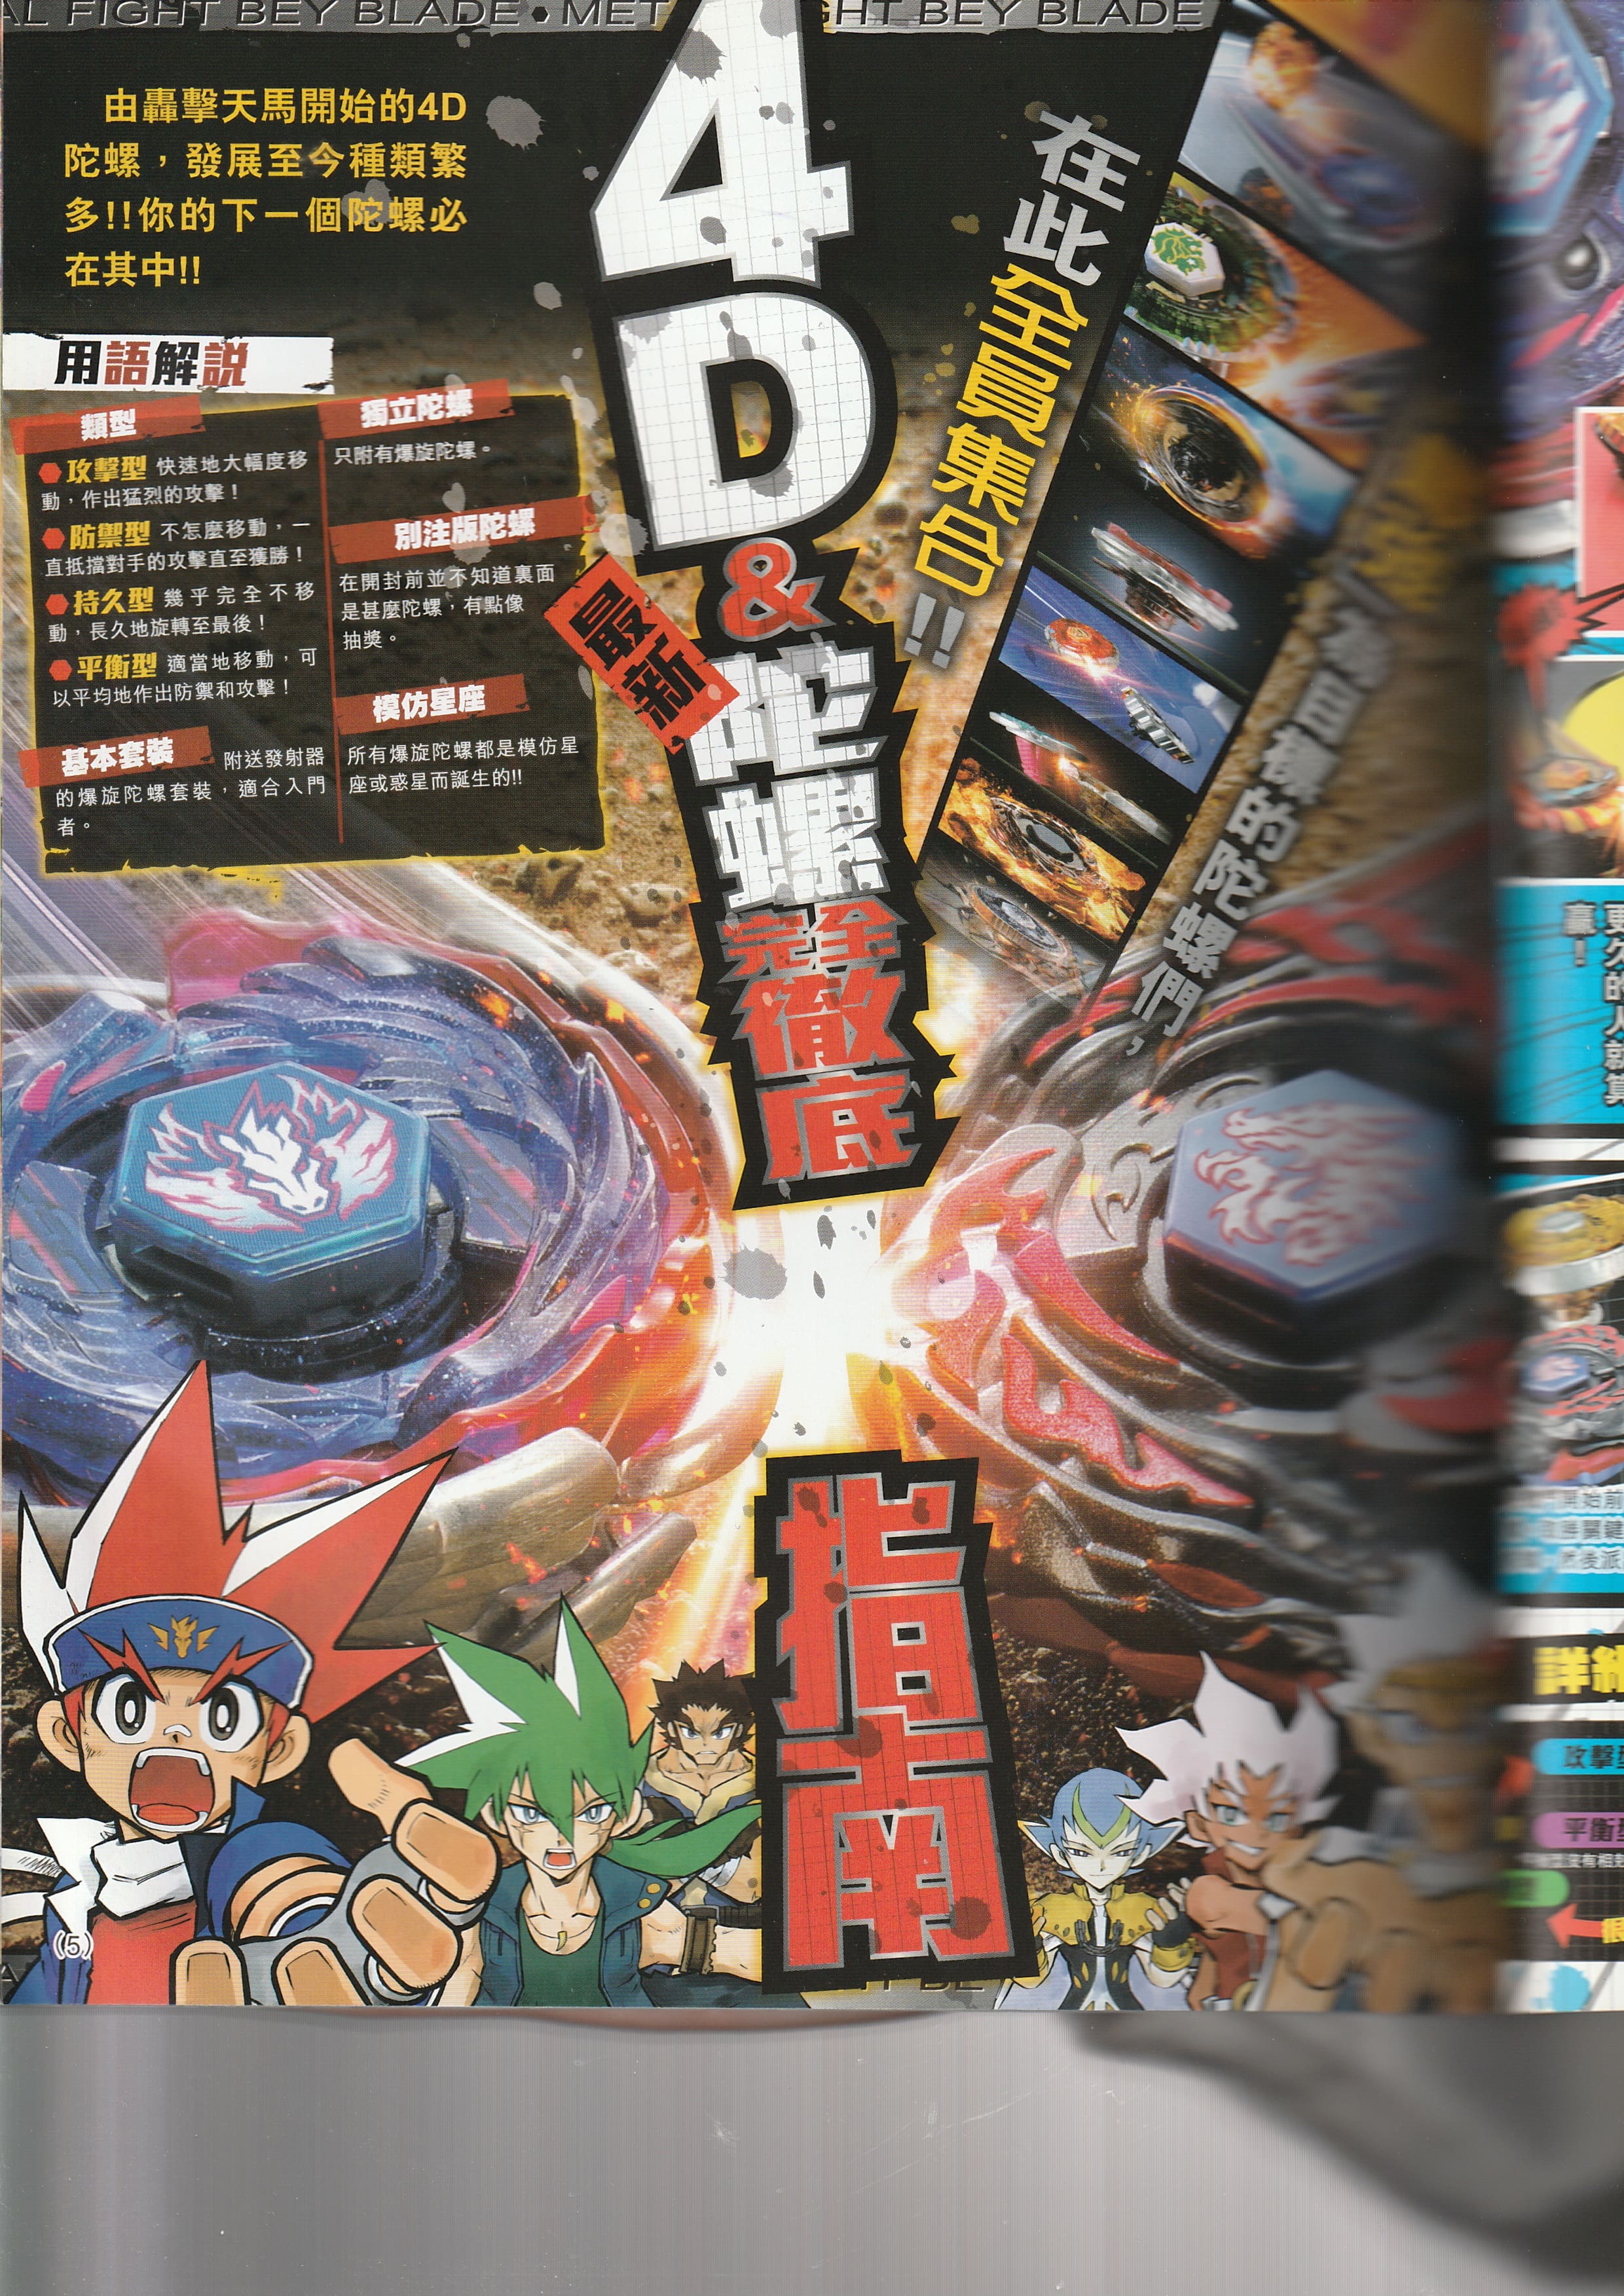 AL FIGHT BEY BLADE • MET
GHT BEY BLADE
由轟擊天馬開始的4D
陀螺，發展至今種類繁
多!!你的下一個陀螺必
在其中!!
用語解説
類型
攻擊型 快速地大幅度移
動，作出猛烈的攻擊！
防禦型 不怎麼移動，一
直抵擋對手的攻擊直至獲勝！
持久型 幾乎完全不移
動，長久地旋轉至最後！
平衡型 適當地移動，可
以平均地作出防禦和攻擊！
基本套裝 附送發射器
的爆旋陀螺套裝，適合入門
者。
獨立陀螺
只附有爆旋陀螺。
別注版陀螺
在開封前並不知道裏面
是甚麼陀螺，有點像
抽獎。
模仿星座
所有爆旋陀螺都是模仿星
座或惑星而誕生的!!
4D
&
最新
陀螺
完全
徹底
指南
目標的陀螺們，
在此全員集合!!
(5)
贏！
攻擊
平衡